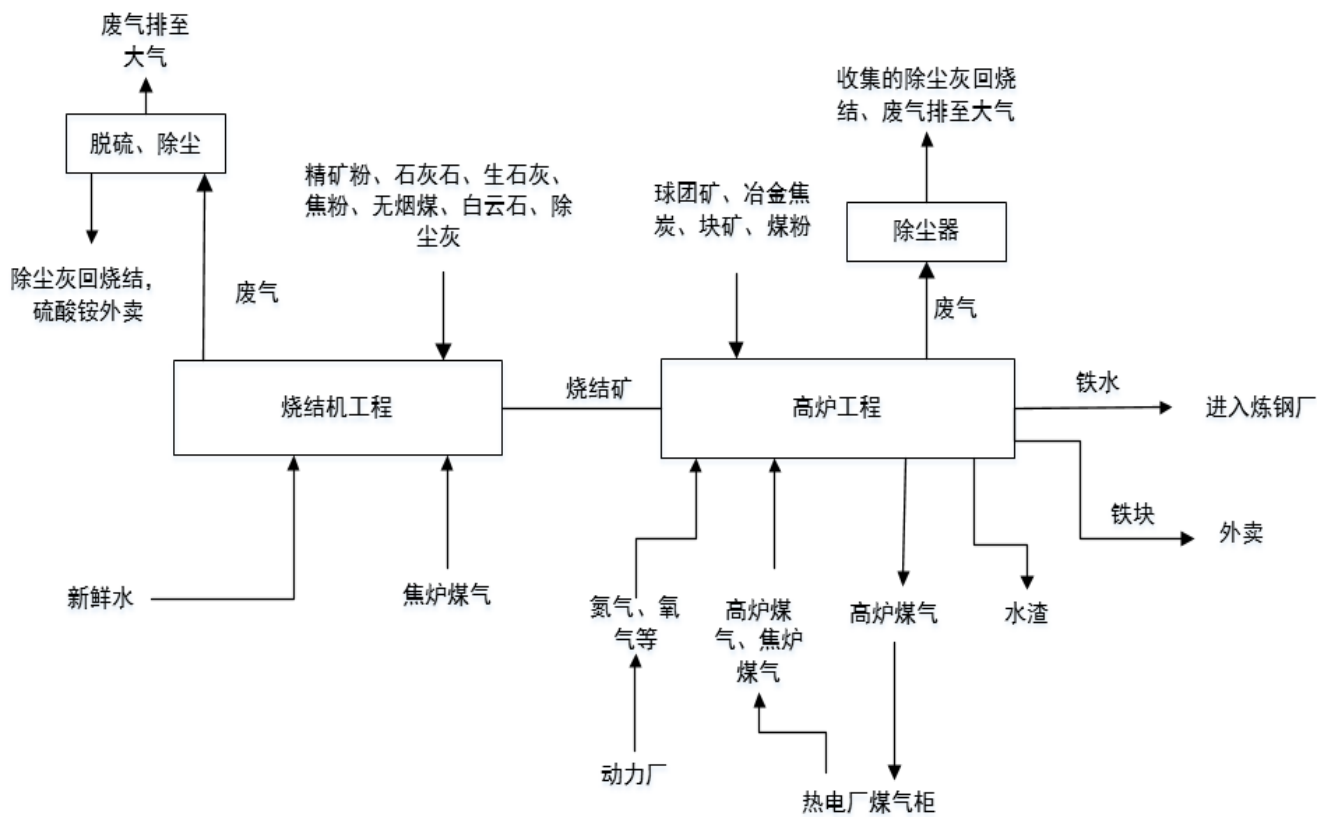 废气排至
大气
脱硫、除尘
除尘灰回烧结，
硫酸铵外卖
废气
精矿粉、石灰石、生石灰、
焦粉、无烟煤、白云石、除
尘灰
球团矿、冶金焦
炭、块矿、煤粉
收集的除尘灰回烧
结、废气排至大气
除尘器
废气
烧结机工程
烧结矿
高炉工程
铁水
进入炼钢厂
铁块
外卖
新鲜水
焦炉煤气
氮气、氧
气等
高炉煤
气、焦炉
煤气
高炉煤气
水渣
动力厂
热电厂煤气柜